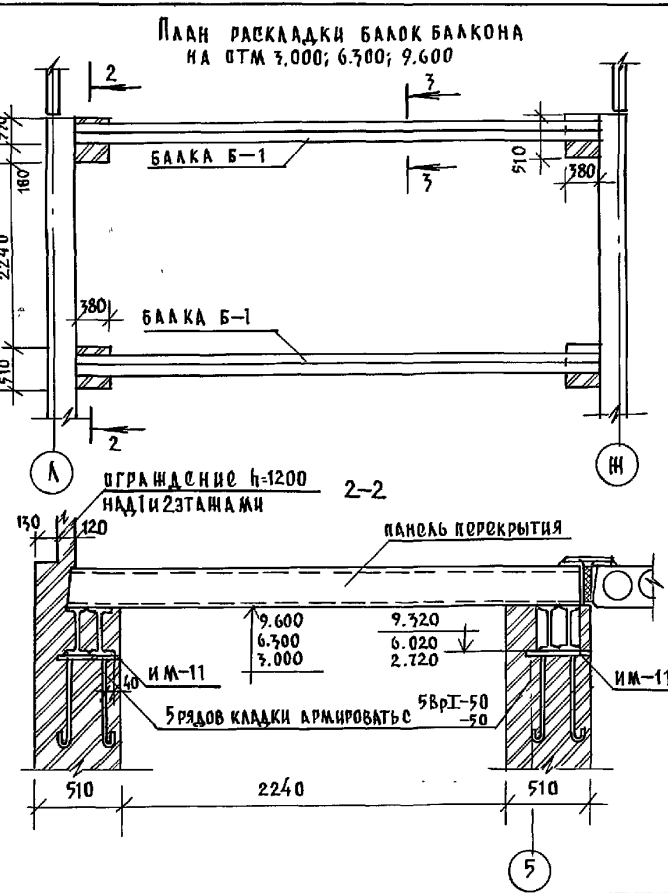 План раскладки балок балкона
на отм 3.000; 6.300; 9.600
2
3
Балка Б-1
3
510
380
180
2240
380
Балка Б-1
510
2
Л
Ж
ограждение h=1200
над 1 и 2 этажами
2-2
130
120
панель перекрытия
9.600
6.300
3.000
9.320
6.020
2.720
ИМ-11
ИМ-11
40
5 рядов кладки армировать с
5ВрI-50
-50
510
2240
510
5